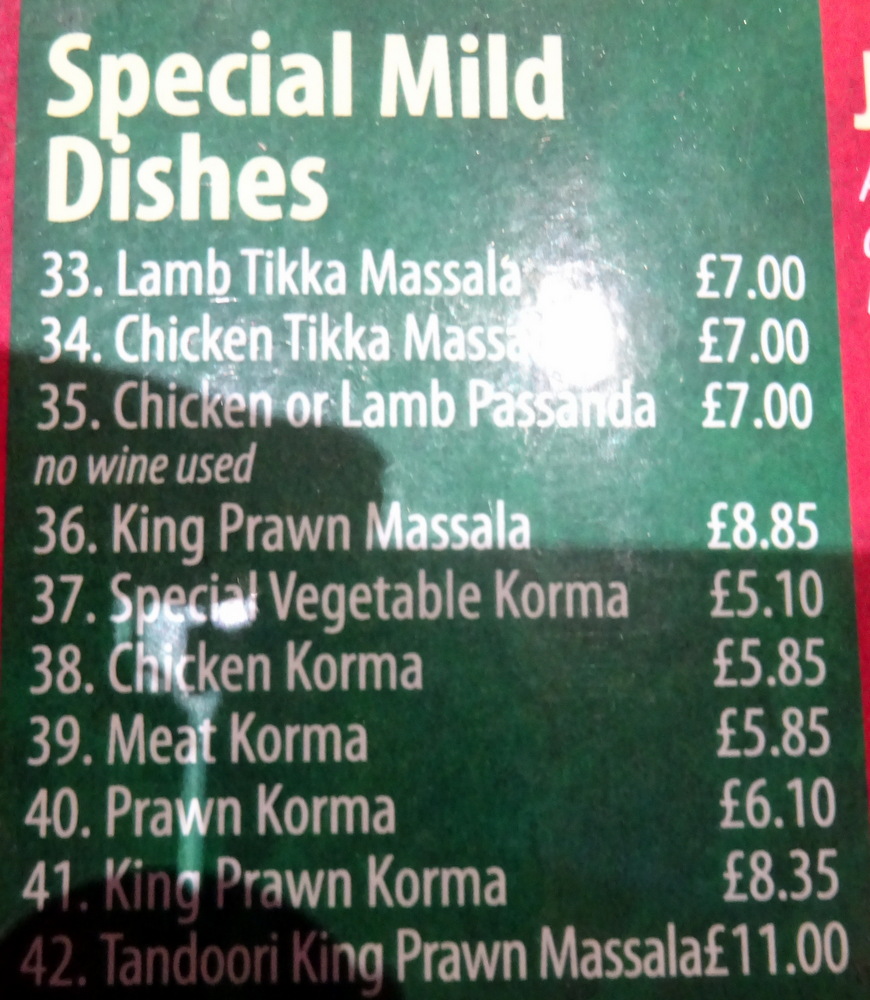 Special Mild
Dishes
33. Lamb Tikka Massala £7.00
34. Chicken Tikka Massa £7.00
35. Chicken or Lamb Passanda £7.00
no wine used
36. King Prawn Massala £8.85
37. Special Vegetable Korma £5.10
38. Chicken Korma £5.85
39. Meat Korma £5.85
40. Prawn Korma £6.10
41. King Prawn Korma £8.35
42. Tandoori King Prawn Massala £11.00